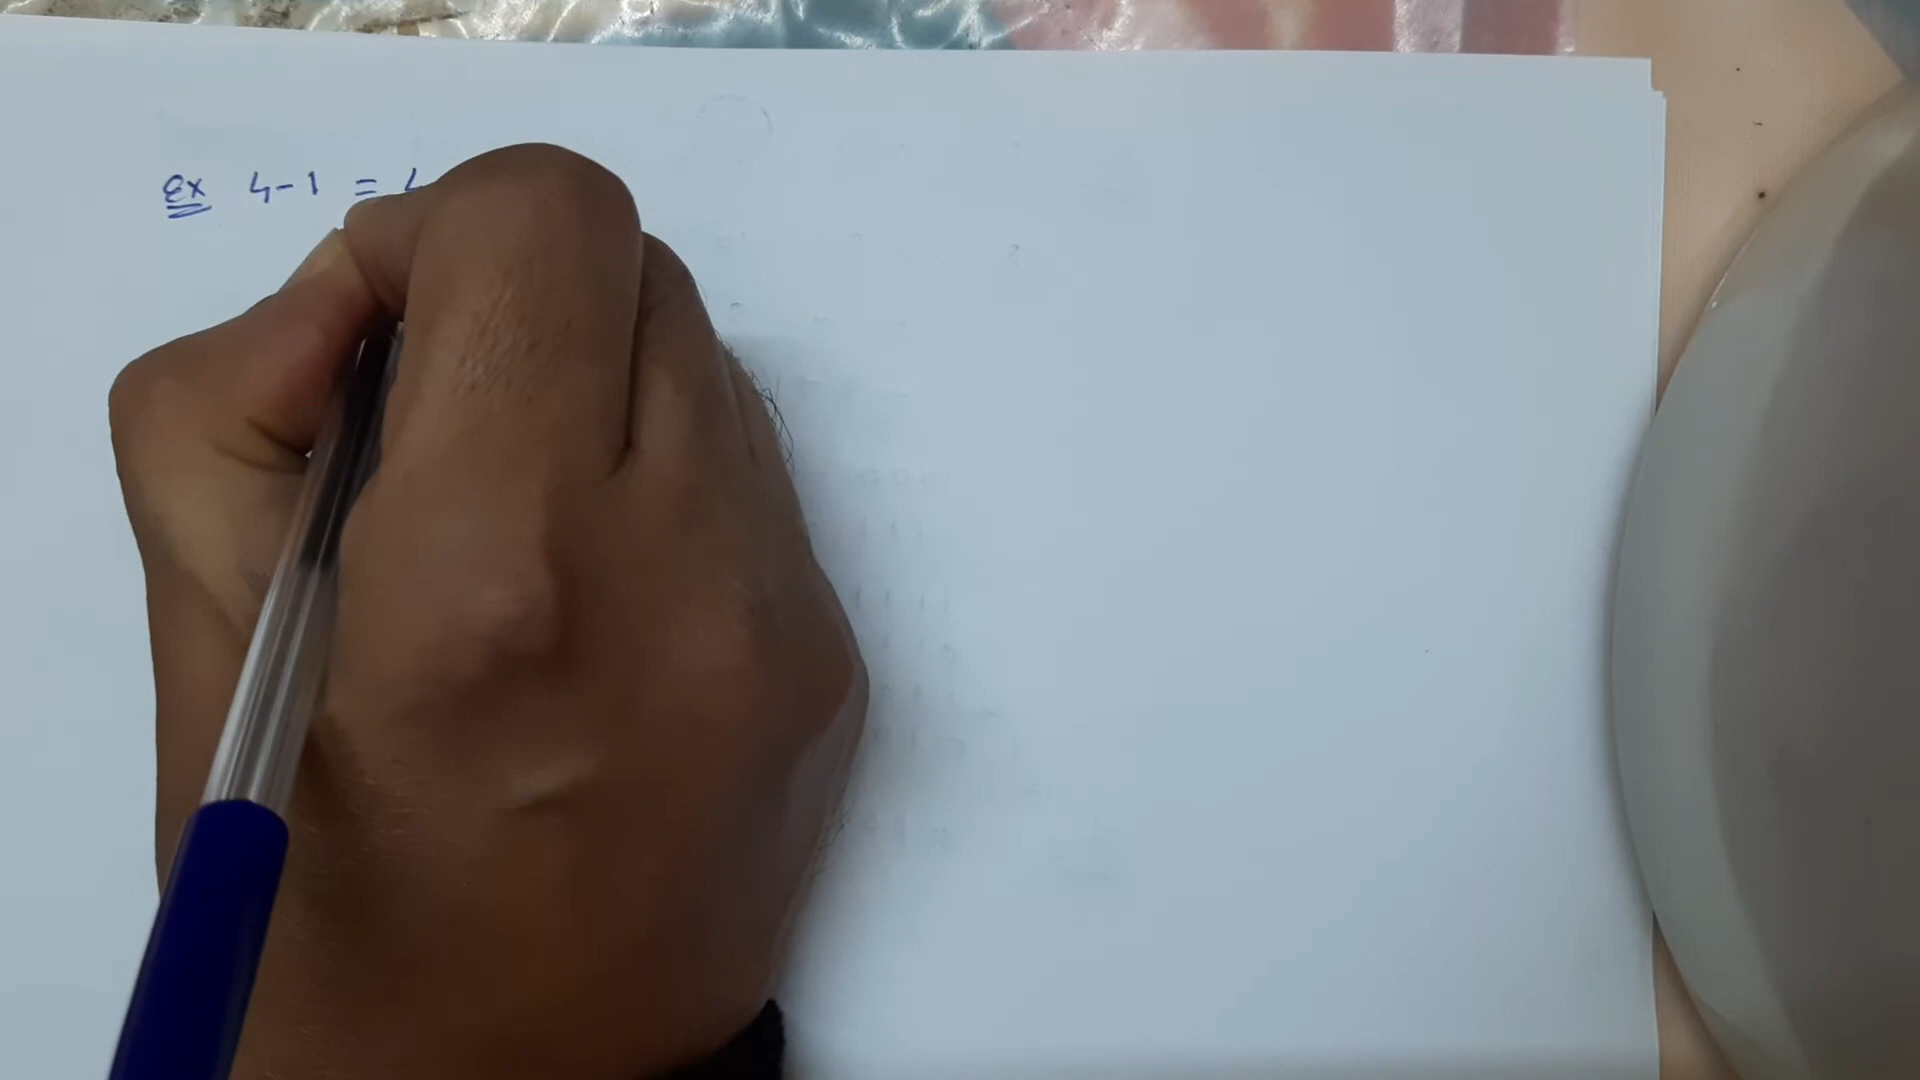 Ex 4-1 =